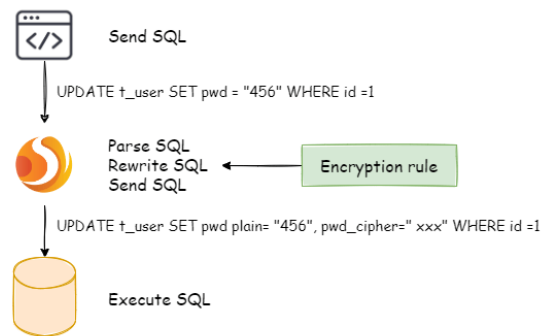 Send SQL
UPDATE t_user SET pwd = "456" WHERE id =1
Parse SQL
Rewrite SQL
Send SQL
Encryption rule
UPDATE t_user SET pwd plain= "456", pwd_cipher=" xxx" WHERE id =1
Execute SQL